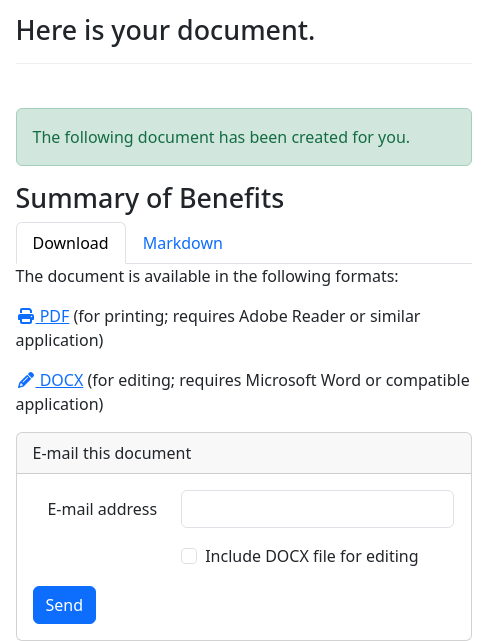 Here is your document.
The following document has been created for you.
Summary of Benefits
Download Markdown
The document is available in the following formats:
PDF (for printing; requires Adobe Reader or similar
application)
DOCX (for editing; requires Microsoft Word or compatible
application)
E-mail this document
E-mail address
Include DOCX file for editing
Send